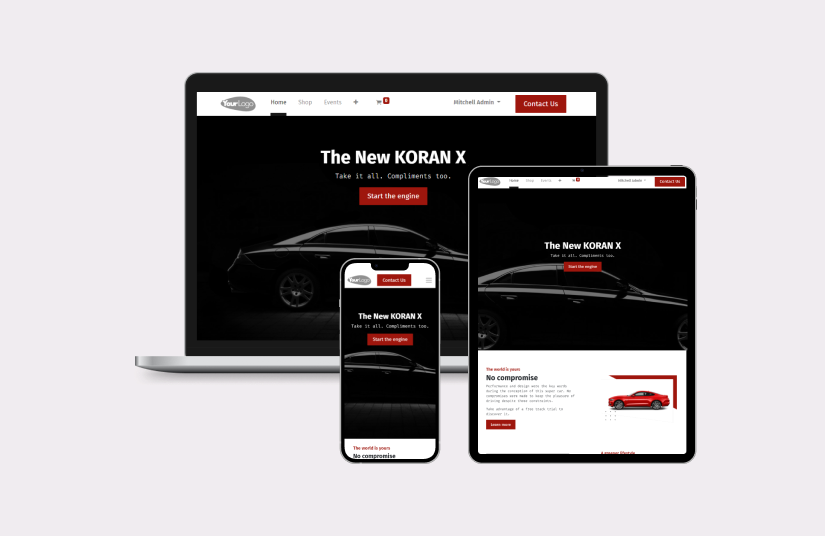 YourLogo
Home
Shop
Events
+
0
Mitchell Admin
Contact Us
The New KORAN X
Take it all. Compliments too.
Start the engine
YourLogo
Home
Shop
Events
+
0
Mitchell Admin
Contact Us
The New KORAN X
Take it all. Compliments too.
Start the engine
The world is yours
No compromise
Performance and design were the key words
during the conception of this super car. No
compromises were made to keep the pleasure of
driving despite these constraints.
Take advantage of a free track trial to
discover it.
Learn more
A greener lifestyle
YourLogo
Contact Us
The New KORAN X
Take it all. Compliments too.
Start the engine
The world is yours
No compromise